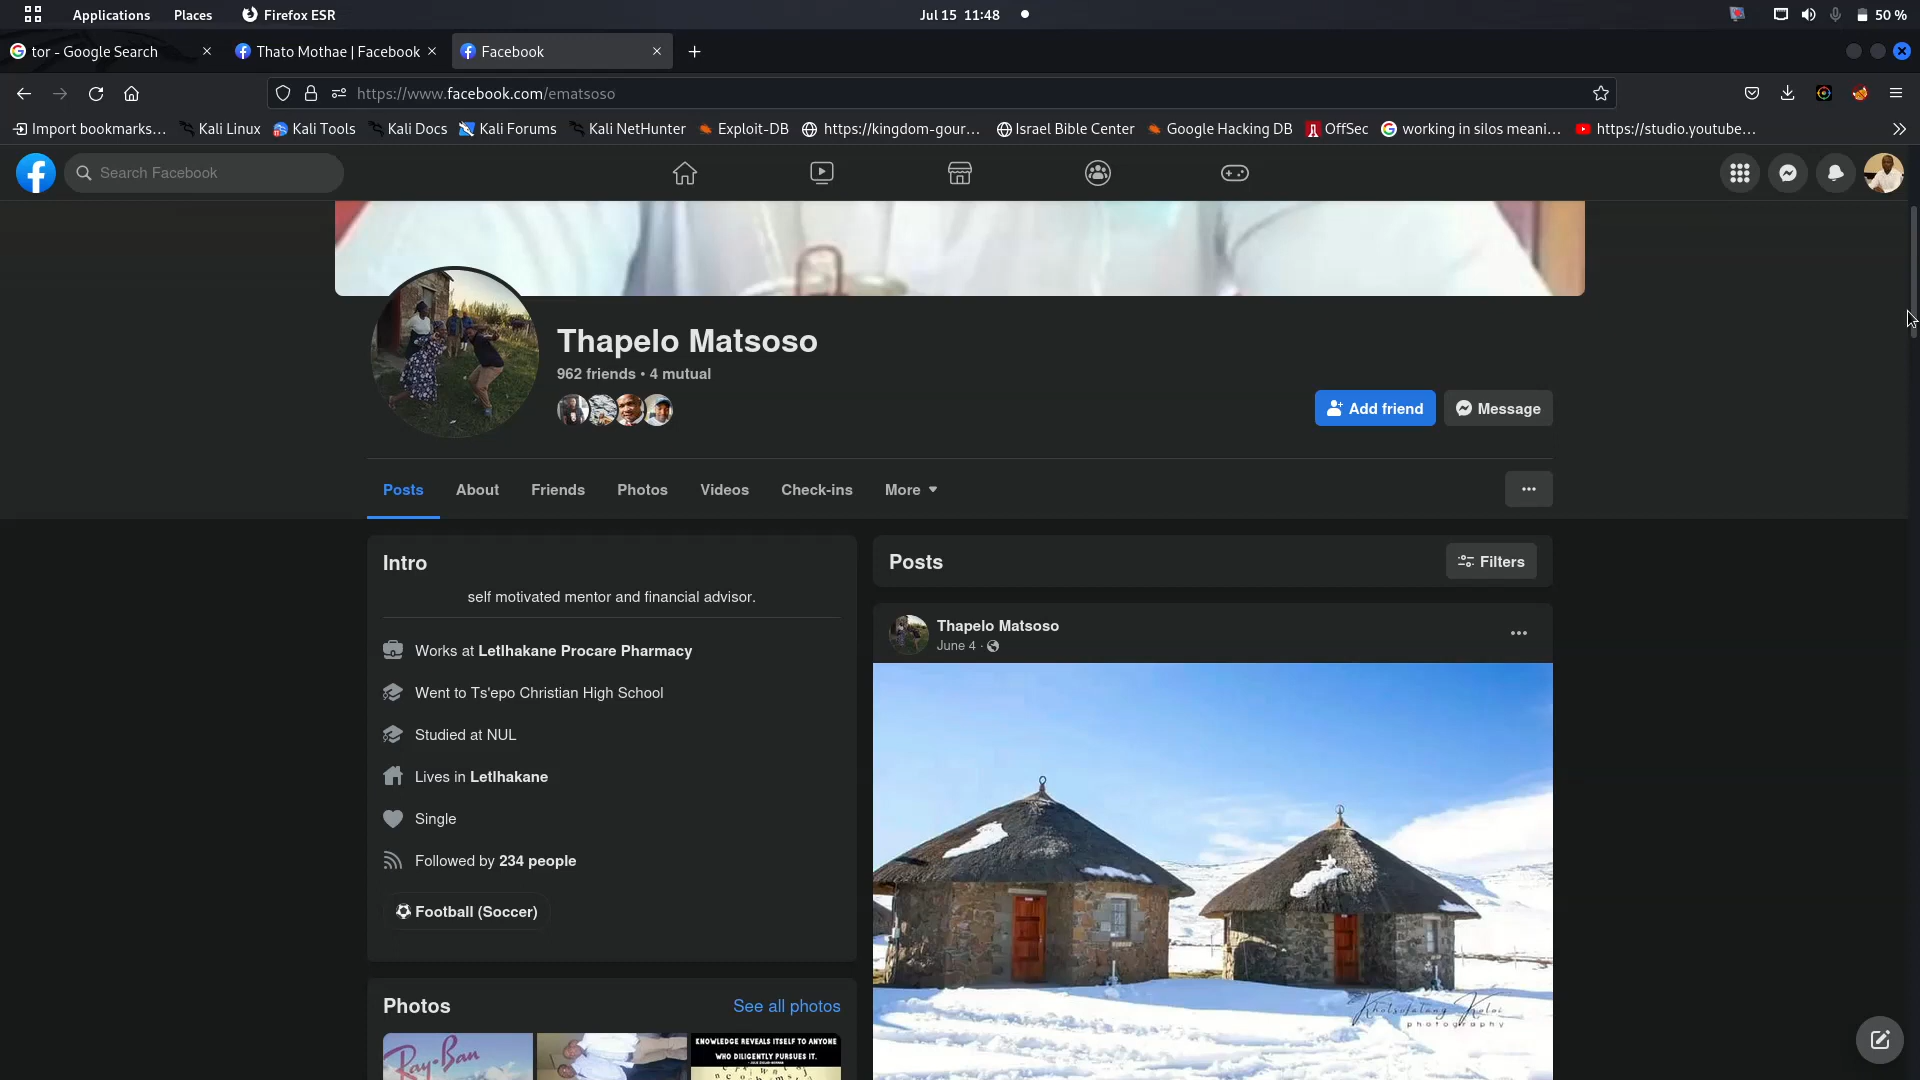 Applications Places Firefox ESR Jul 15 11:48 50 %
tor - Google Search Thato Mothae | Facebook Facebook
https://www.facebook.com/ematsoso
Import bookmarks... Kali Linux Kali Tools Kali Docs Kali Forums Kali NetHunter Exploit-DB https://kingdom-gour... Israel Bible Center Google Hacking DB OffSec working in silos meani... https://studio.youtube...
Search Facebook
Thapelo Matsoso
962 friends • 4 mutual
Add friend Message
Posts About Friends Photos Videos Check-ins More
Intro
self motivated mentor and financial advisor.
Works at Letlhakane Procare Pharmacy
Went to Ts'epo Christian High School
Studied at NUL
Lives in Letlhakane
Single
Followed by 234 people
Football (Soccer)
Photos See all photos
Ray-Ban
KNOWLEDGE REVEALS ITSELF TO ANYONE
WHO DILIGENTLY PURSUES IT.
Posts Filters
Thapelo Matsoso
June 4 ·
photography